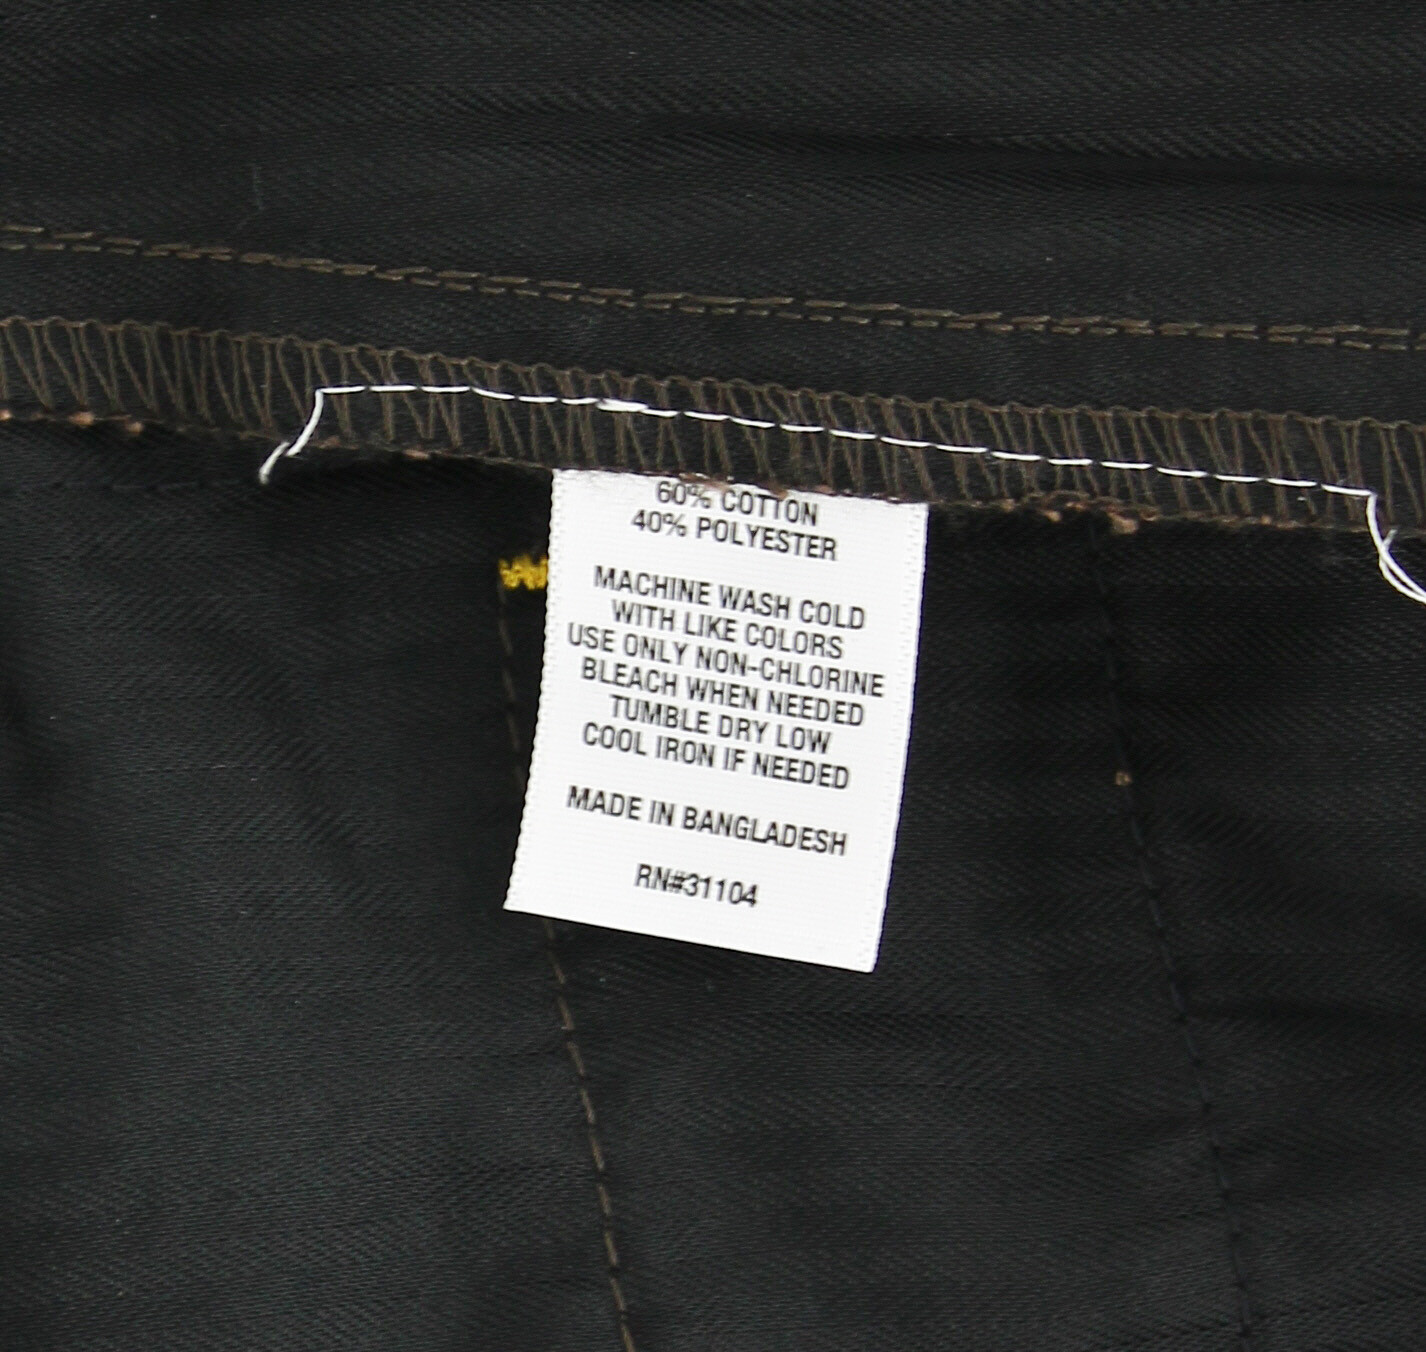 60% COTTON
40% POLYESTER
MACHINE WASH COLD
WITH LIKE COLORS
USE ONLY NON-CHLORINE
BLEACH WHEN NEEDED
TUMBLE DRY LOW
COOL IRON IF NEEDED
MADE IN BANGLADESH
RN#31104